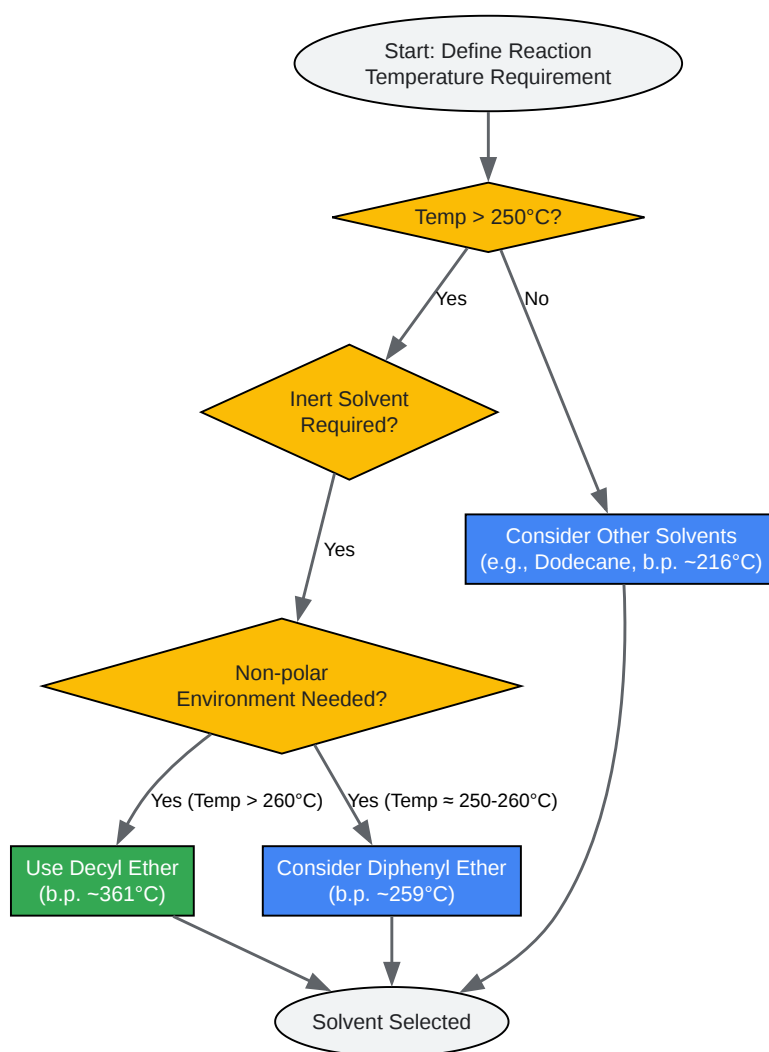 Start: Define Reaction
Temperature Requirement
Temp > 250°C?
Yes
No
Inert Solvent
Required?
Consider Other Solvents
(e.g., Dodecane, b.p. ~216°C)
Yes
Non-polar
Environment Needed?
Yes (Temp > 260°C)
Yes (Temp ≈ 250-260°C)
Use Decyl Ether
(b.p. ~361°C)
Consider Diphenyl Ether
(b.p. ~259°C)
Solvent Selected